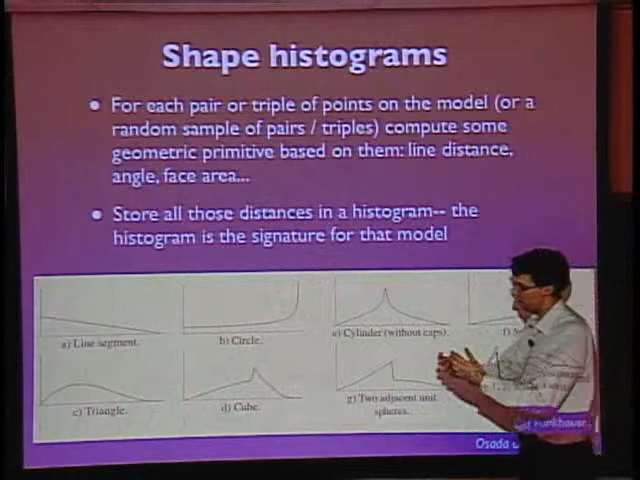 Shape histograms
• For each pair or triple of points on the model (or a
random sample of pairs / triples) compute some
geometric primitive based on them: line distance,
angle, face area...
• Store all those distances in a histogram-- the
histogram is the signature for that model
a) Line segment.
b) Circle.
e) Cylinder (without caps).
f)
c) Triangle.
d) Cube.
g) Two adjacent unit
spheres.
Funkhouse
Osada